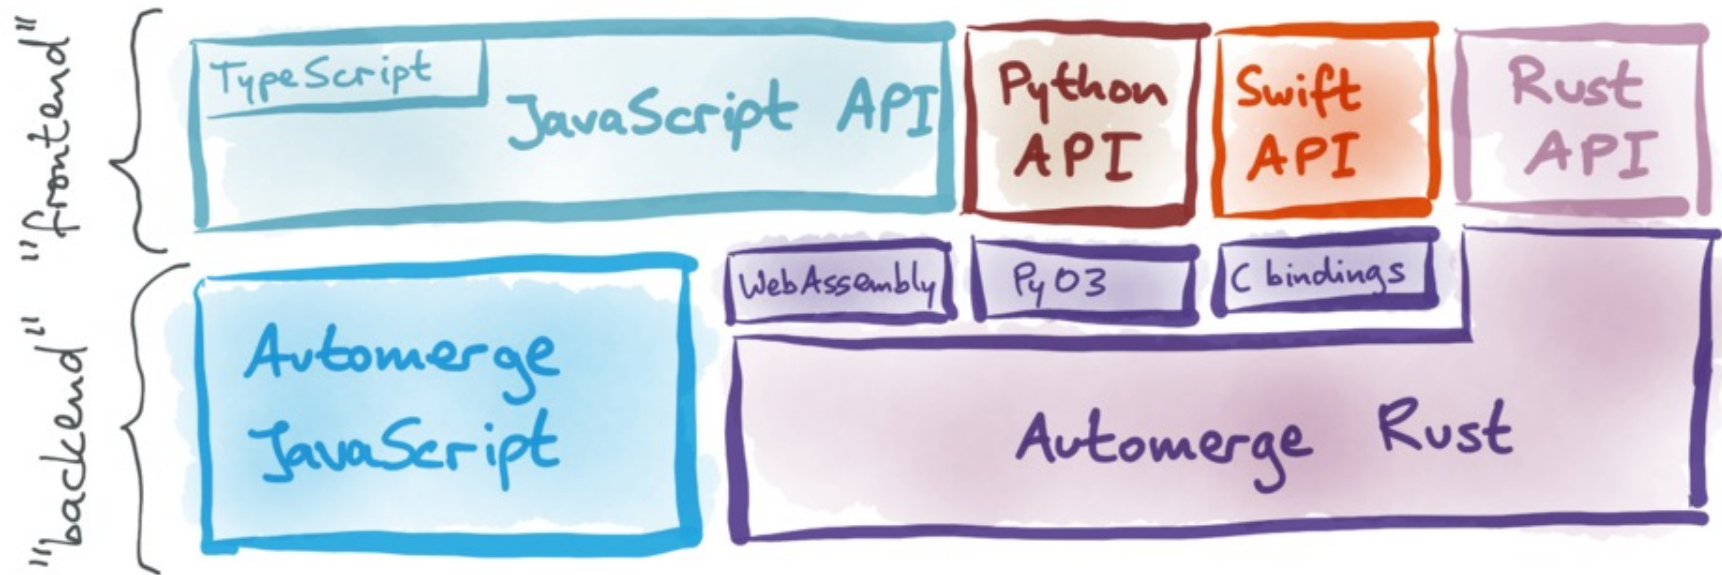 "frontend"
TypeScript
JavaScript API
Python
API
Swift
API
Rust
API
"backend"
Automerge
JavaScript
WebAssembly
PyO3
C bindings
Automerge Rust